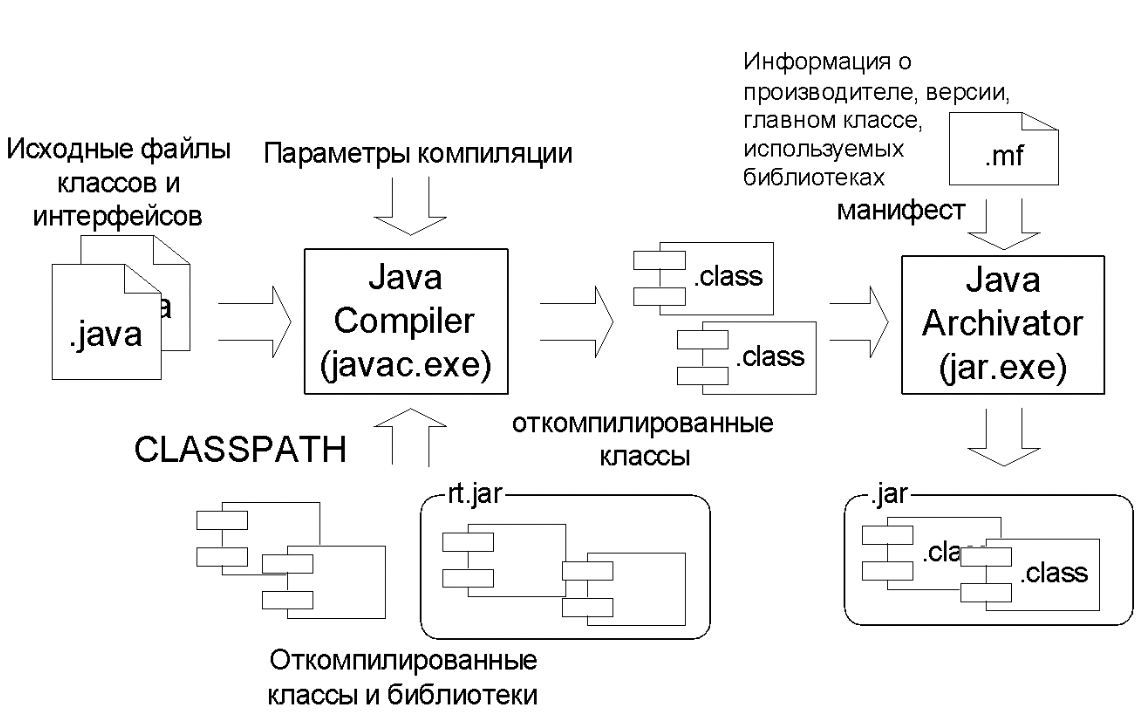 Исходные файлы
классов и
интерфейсов
.java
a
Параметры компиляции
Java
Compiler
(javac.exe)
CLASSPATH
rt.jar
Откомпилированные
классы и библиотеки
.class
.class
откомпилированные
классы
Информация о
производителе, версии,
главном классе,
используемых
библиотеках
.mf
манифест
Java
Archivator
(jar.exe)
.jar
.cla
.class